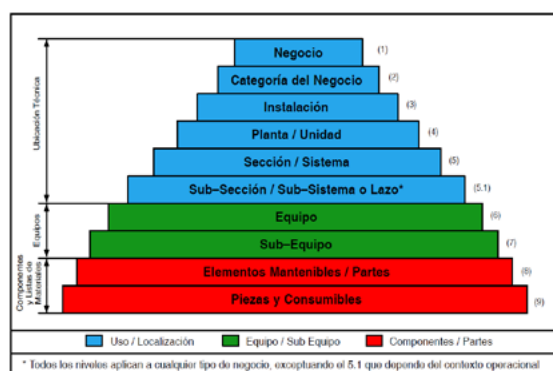 Negocio (1)
Categoría del Negocio (2)
Instalación (3)
Planta / Unidad (4)
Sección / Sistema (5)
Sub–Sección / Sub–Sistema o Lazo* (5.1)
Equipo (6)
Sub–Equipo (7)
Elementos Mantenibles / Partes (8)
Piezas y Consumibles (9)
Ubicación Técnica
Equipos
Componentes
y Listas de
Materiales
Uso / Localización Equipo / Sub Equipo Componentes / Partes
* Todos los niveles aplican a cualquier tipo de negocio, exceptuando el 5.1 que depende del contexto operacional